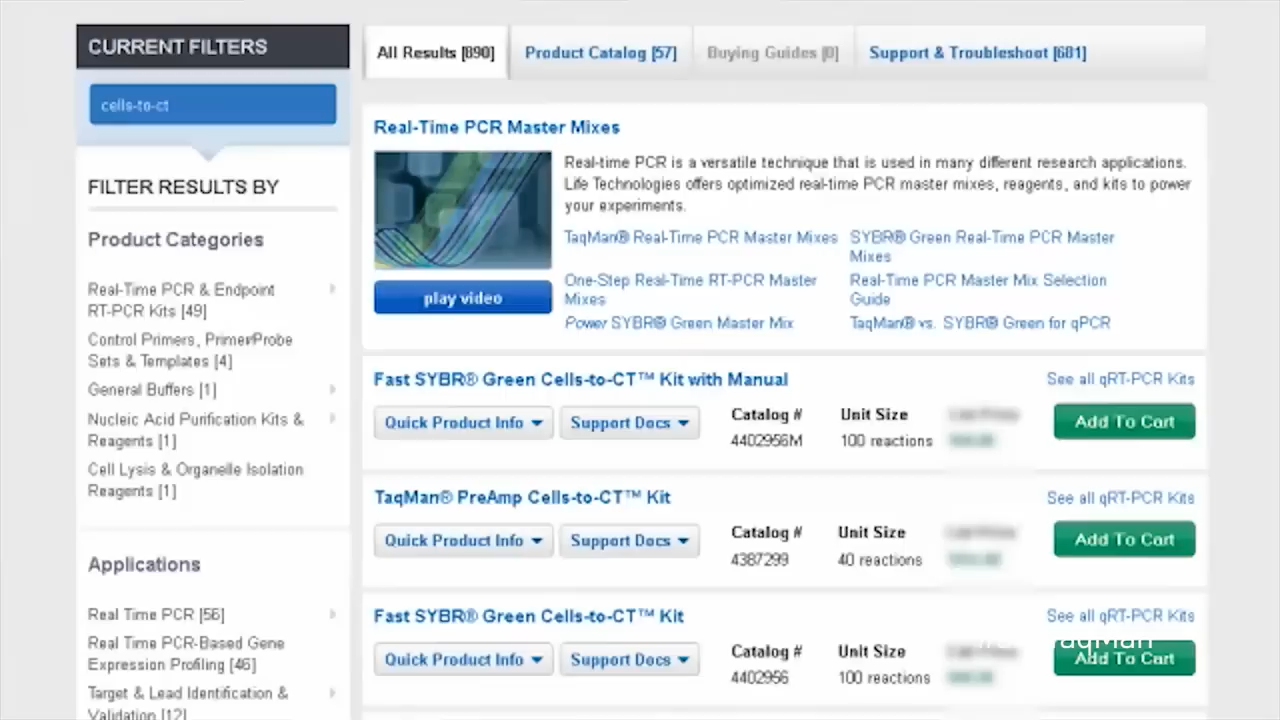 CURRENT FILTERS
cells-to-ct
FILTER RESULTS BY
Product Categories
Real-Time PCR & Endpoint
RT-PCR Kits [49]
Control Primers, Primer/Probe
Sets & Templates [4]
General Buffers [1]
Nucleic Acid Purification Kits &
Reagents [1]
Cell Lysis & Organelle Isolation
Reagents [1]
Applications
Real Time PCR [56]
Real Time PCR-Based Gene
Expression Profiling [46]
Target & Lead Identification &
Validation [12]
All Results [890]
Product Catalog [57]
Buying Guides [0]
Support & Troubleshoot [681]
Real-Time PCR Master Mixes
Real-time PCR is a versatile technique that is used in many different research applications.
Life Technologies offers optimized real-time PCR master mixes, reagents, and kits to power
your experiments.
play video
TaqMan® Real-Time PCR Master Mixes
SYBR® Green Real-Time PCR Master
Mixes
One-Step Real-Time RT-PCR Master
Mixes
Real-Time PCR Master Mix Selection
Guide
Power SYBR® Green Master Mix
TaqMan® vs. SYBR® Green for qPCR
Fast SYBR® Green Cells-to-CT™ Kit with Manual
See all qRT-PCR Kits
Quick Product Info
Support Docs
Catalog #
Unit Size
4402956M
100 reactions
Add To Cart
TaqMan® PreAmp Cells-to-CT™ Kit
See all qRT-PCR Kits
Quick Product Info
Support Docs
Catalog #
Unit Size
4387299
40 reactions
Add To Cart
Fast SYBR® Green Cells-to-CT™ Kit
See all qRT-PCR Kits
Quick Product Info
Support Docs
Catalog #
Unit Size
4402956
100 reactions
Add To Cart